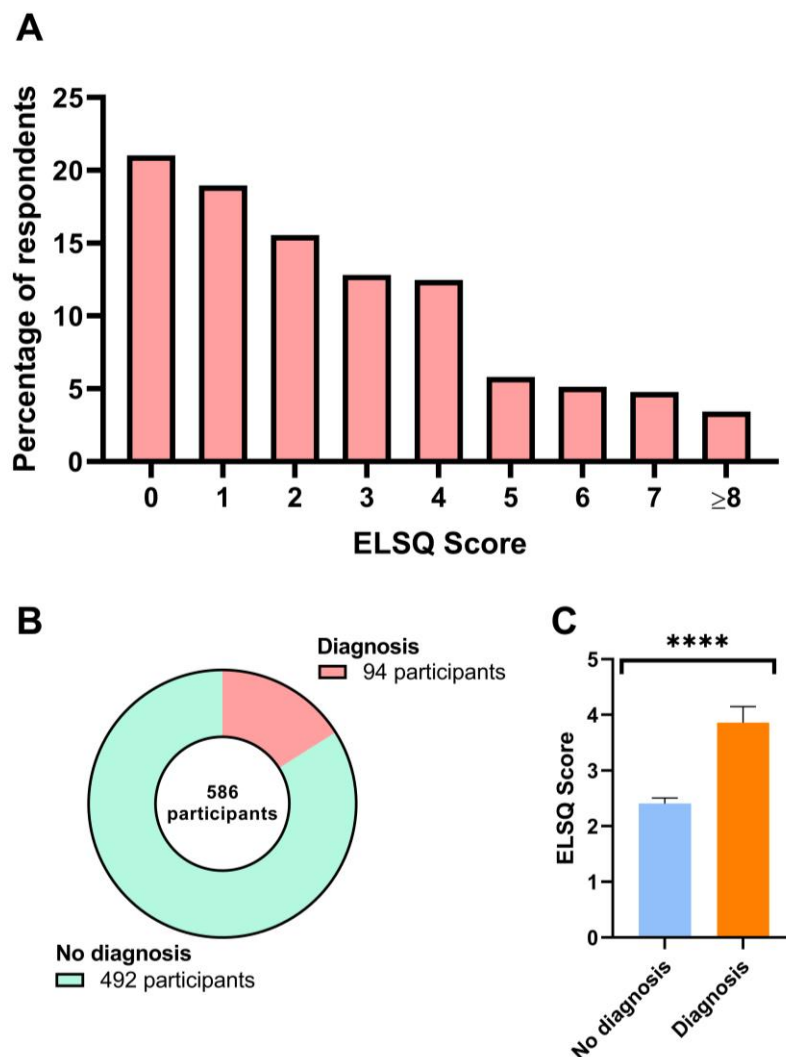 A
Percentage of respondents
25
20
15
10
5
0
0 1 2 3 4 5 6 7 ≥8
ELSQ Score
B
Diagnosis
94 participants
586
participants
No diagnosis
492 participants
C
****
ELSQ Score
5
4
3
2
1
0
No diagnosis
Diagnosis